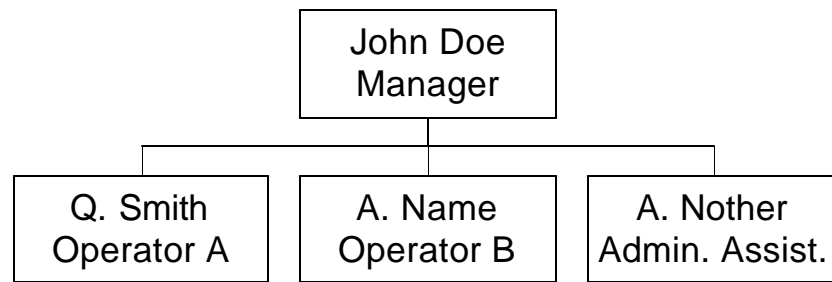 John Doe
Manager
Q. Smith
Operator A
A. Name
Operator B
A. Nother
Admin. Assist.